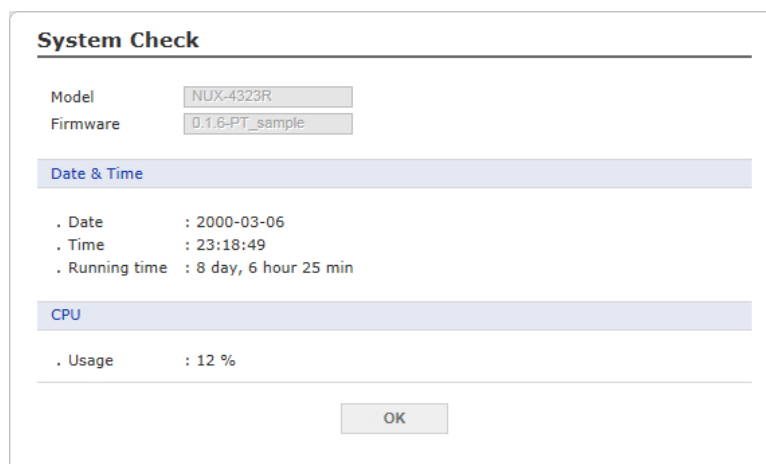 System Check
Model NUX-4323R
Firmware 0.1.6-PT_sample
Date & Time
. Date : 2000-03-06
. Time : 23:18:49
. Running time : 8 day, 6 hour 25 min
CPU
. Usage : 12 %
OK